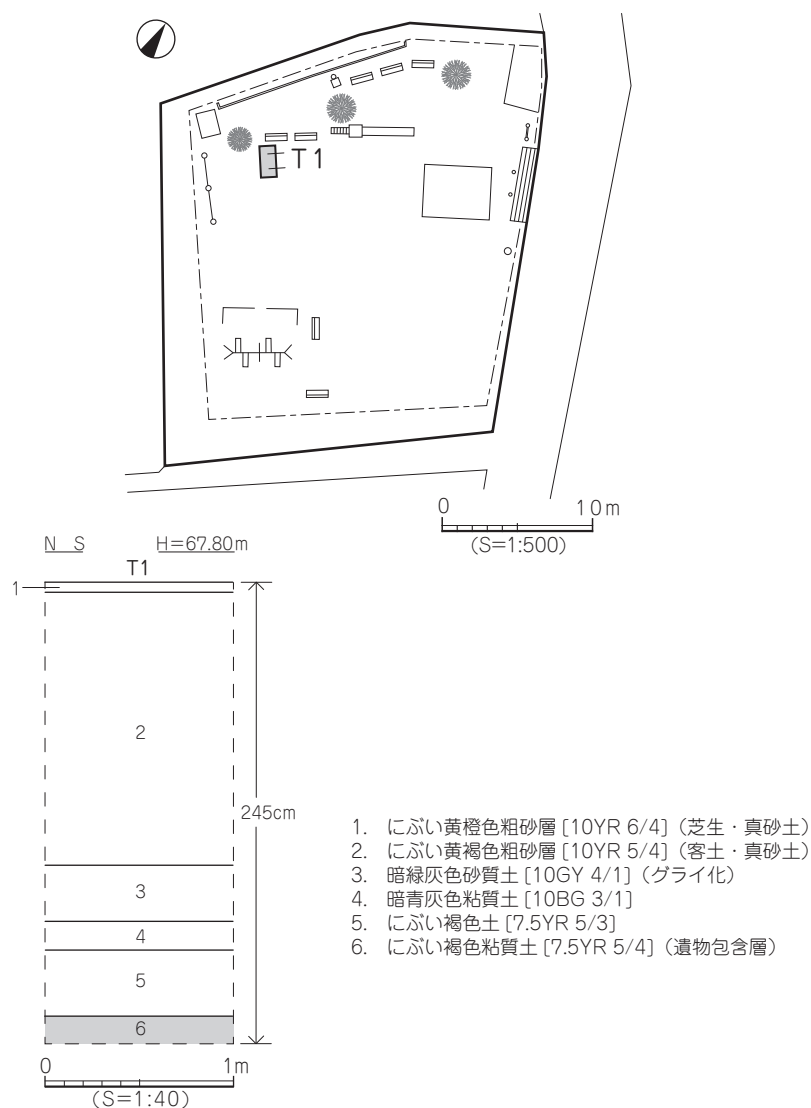 T1
0 10m
(S=1:500)
N S H=67.80m
T1
1
2
245cm
3
4
5
6
0 1m
(S=1:40)
1. にぶい黄橙色粗砂層 [10YR 6/4]（芝生・真砂土）
2. にぶい黄褐色粗砂層 [10YR 5/4]（客土・真砂土）
3. 暗緑灰色砂質土 [10GY 4/1]（グライ化）
4. 暗青灰色粘質土 [10BG 3/1]
5. にぶい褐色土 [7.5YR 5/3]
6. にぶい褐色粘質土 [7.5YR 5/4]（遺物包含層）